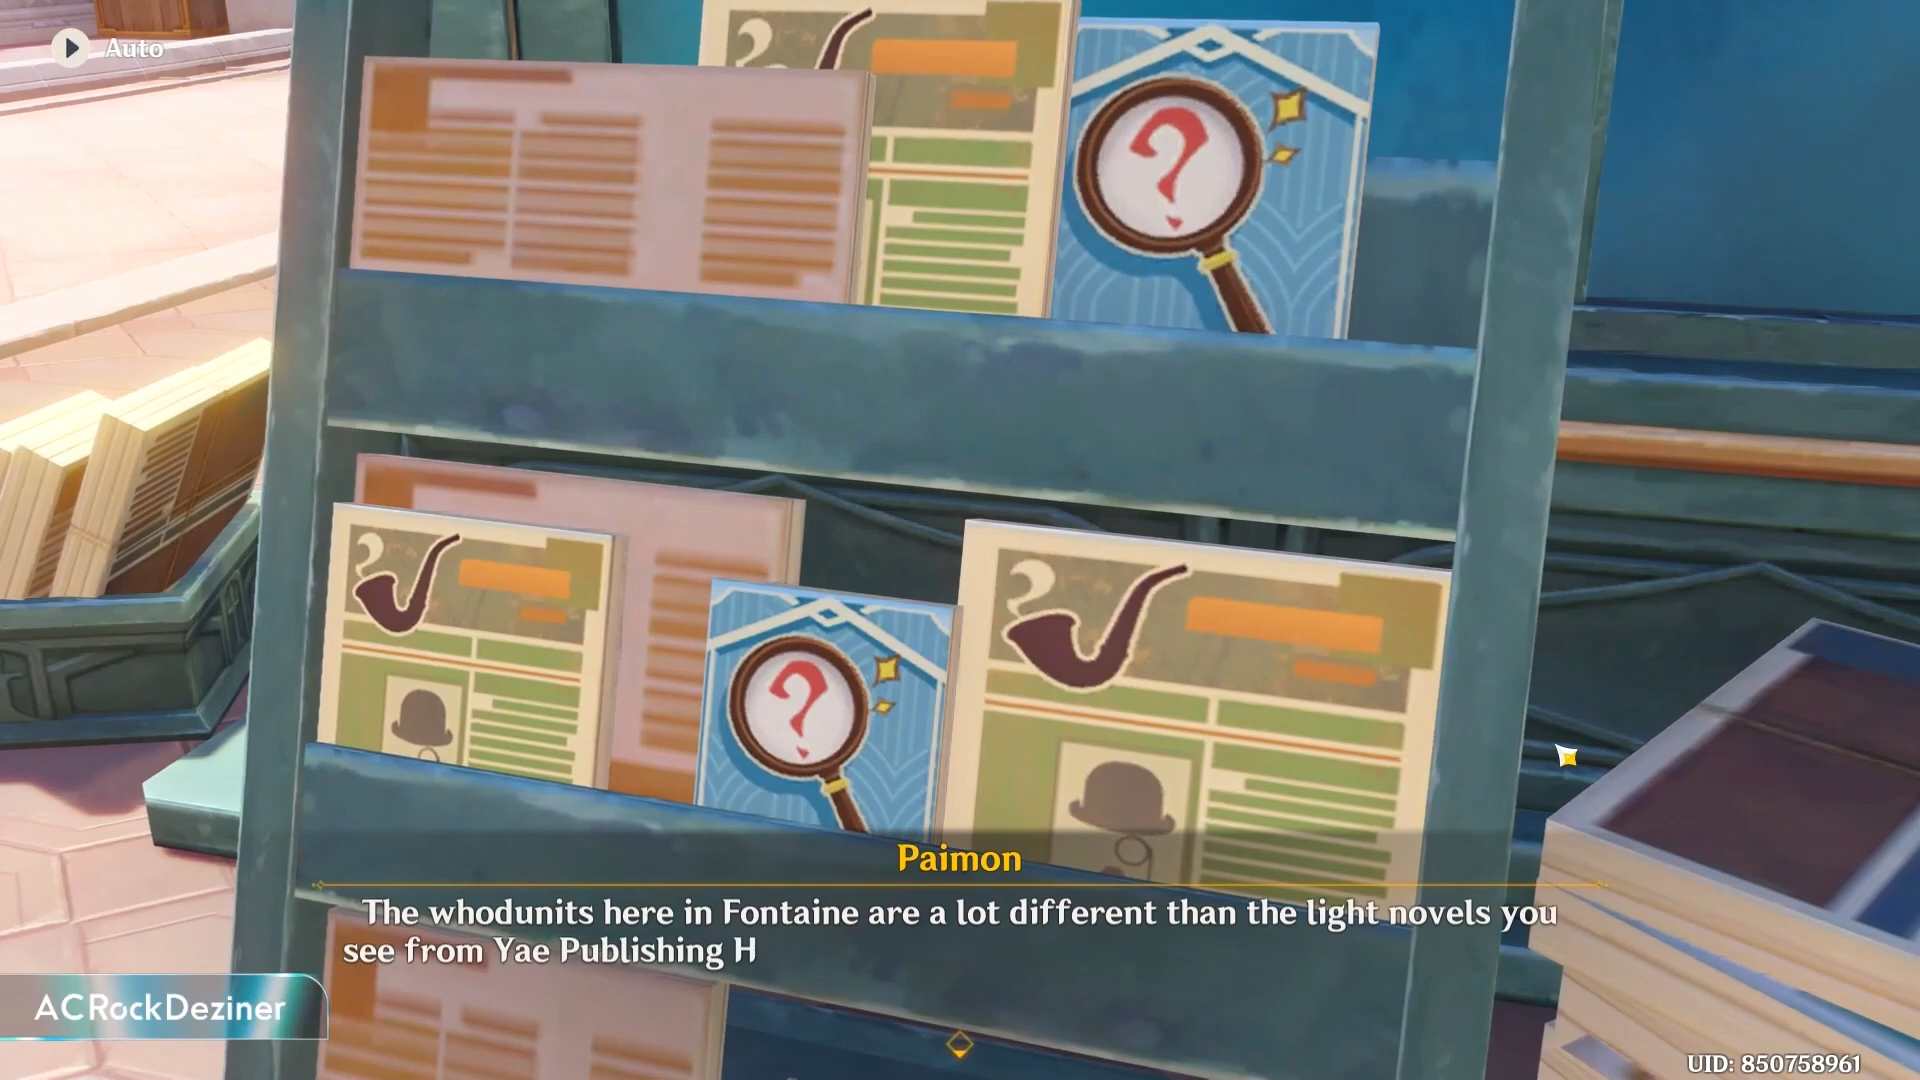 Auto
?
?
?
?
?
Paimon
The whodunits here in Fontaine are a lot different than the light novels you
see from Yae Publishing H
ACRockDeziner
UID: 850758961